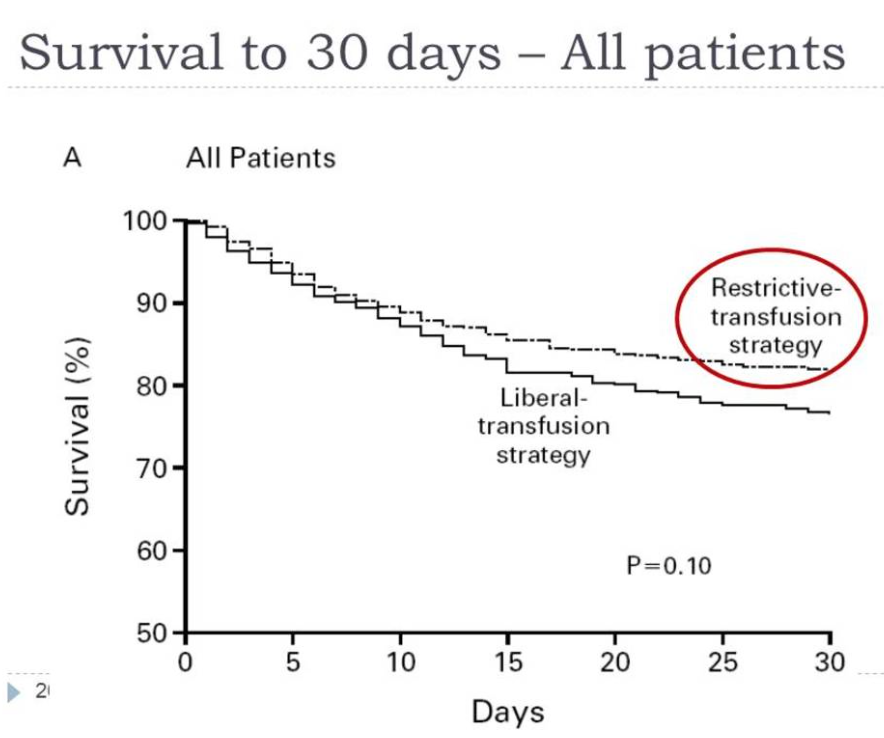 Survival to 30 days – All patients
A All Patients
100
90
80
70
60
50
Survival (%)
Restrictive-
transfusion
strategy
Liberal-
transfusion
strategy
P=0.10
0 5 10 15 20 25 30
Days